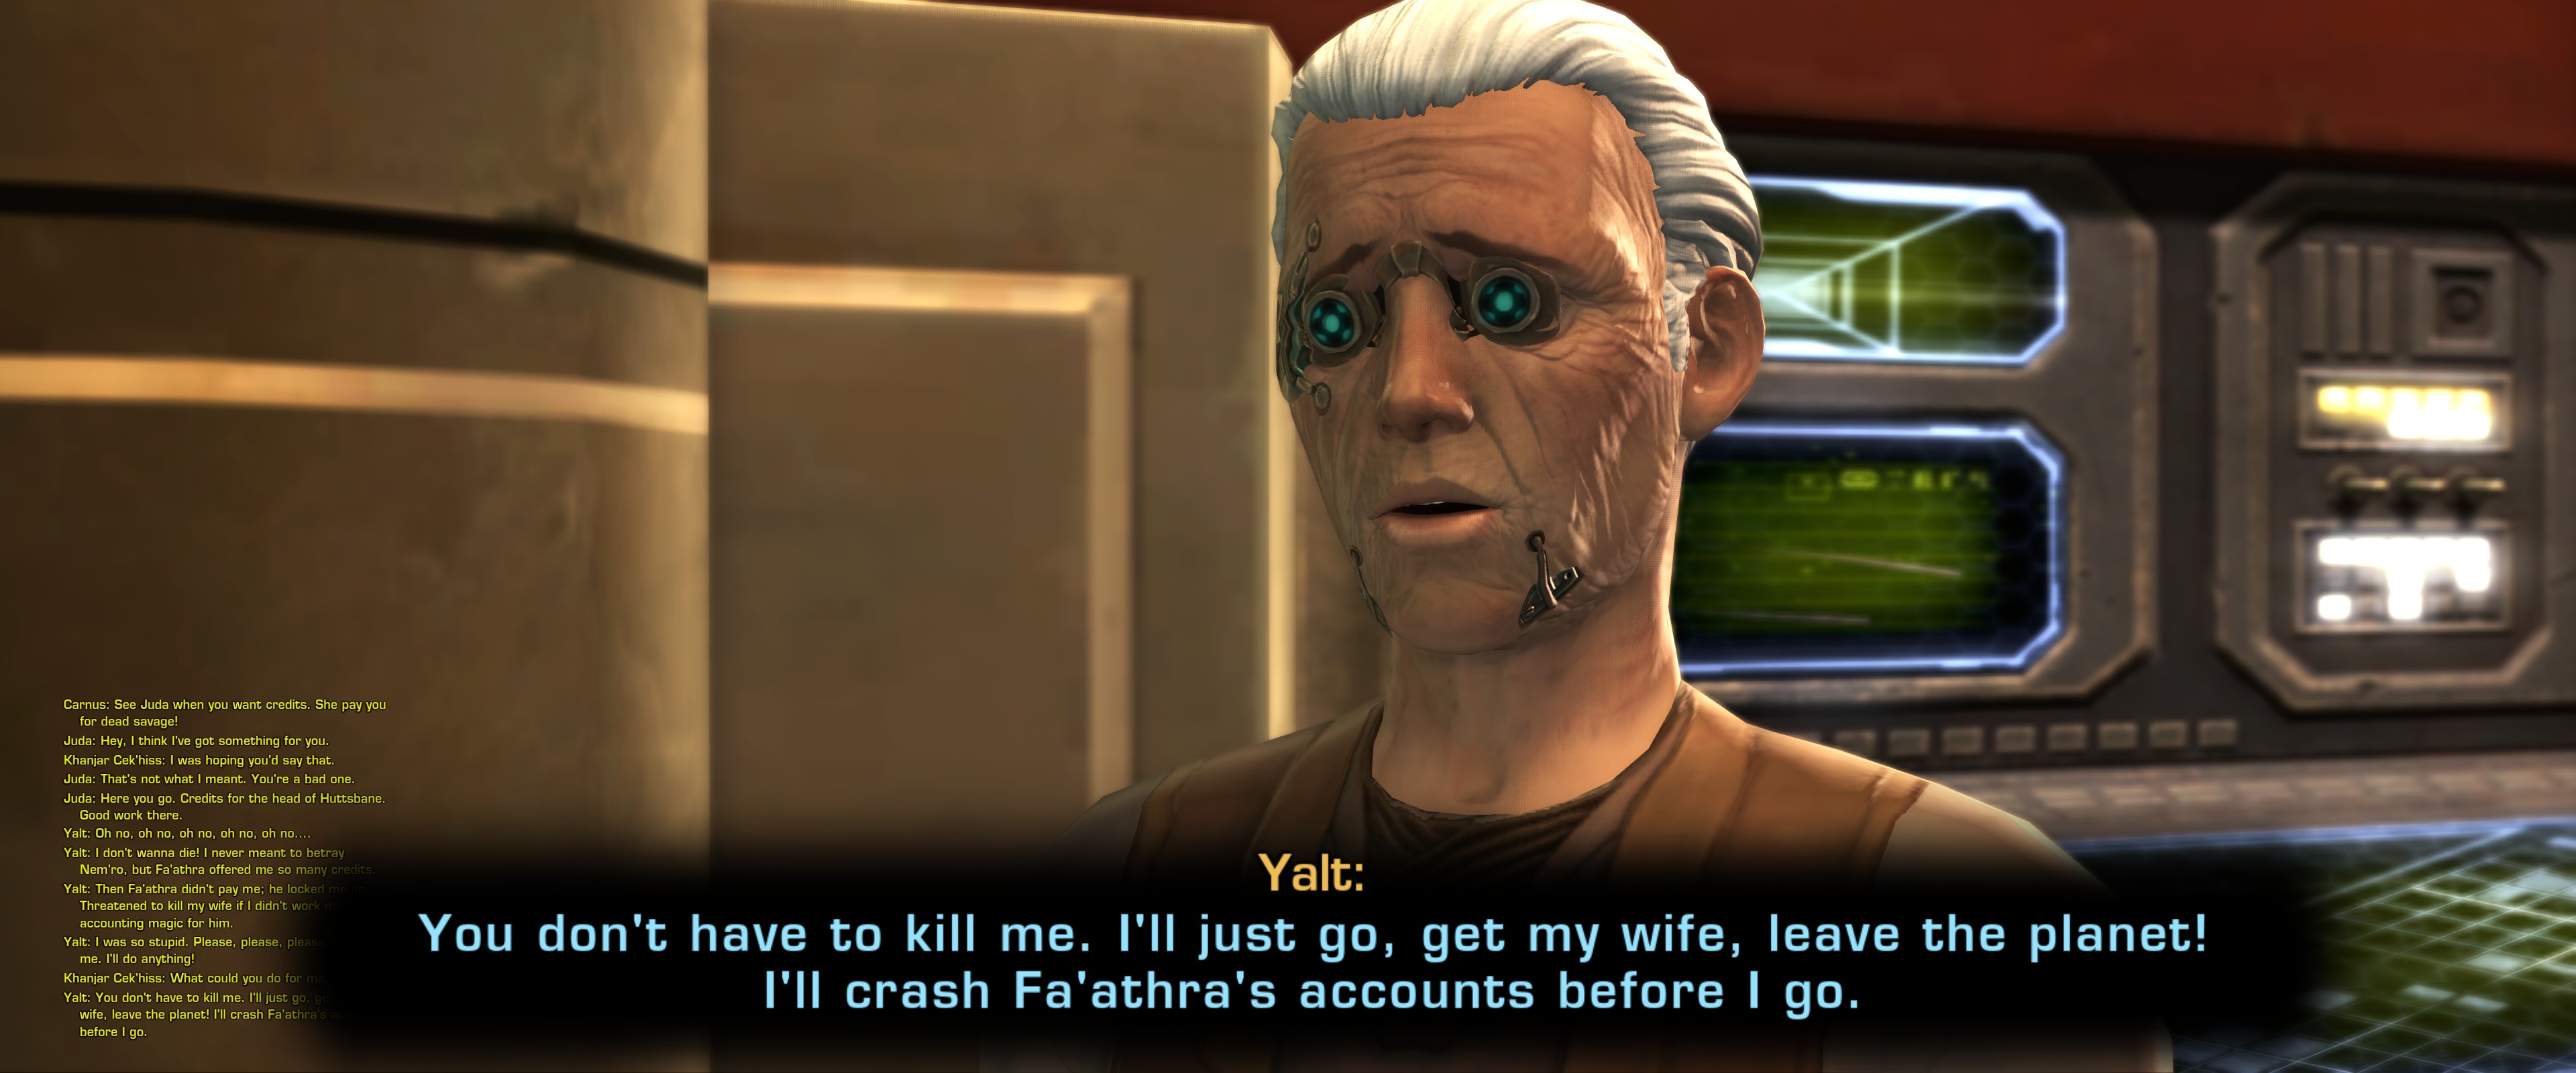 Carnus: See Juda when you want credits. She pay you
for dead savage!
Juda: Hey, I think I've got something for you.
Khanjar Cek'hiss: I was hoping you'd say that.
Juda: That's not what I meant. You're a bad one.
Juda: Here you go. Credits for the head of Huttsbane.
Good work there.
Yalt: Oh no, oh no, oh no, oh no, oh no....
Yalt: I don't wanna die! I never meant to betray
Nem'ro, but Fa'athra offered me so many credits.
Yalt: Then Fa'athra didn't pay me; he locked me
Threatened to kill my wife if I didn't work
accounting magic for him.
Yalt: I was so stupid. Please, please, please
me. I'll do anything!
Khanjar Cek'hiss: What could you do for me
Yalt: You don't have to kill me. I'll just go,
wife, leave the planet! I'll crash Fa'athra's
before I go.
Yalt:
You don't have to kill me. I'll just go, get my wife, leave the planet!
I'll crash Fa'athra's accounts before I go.